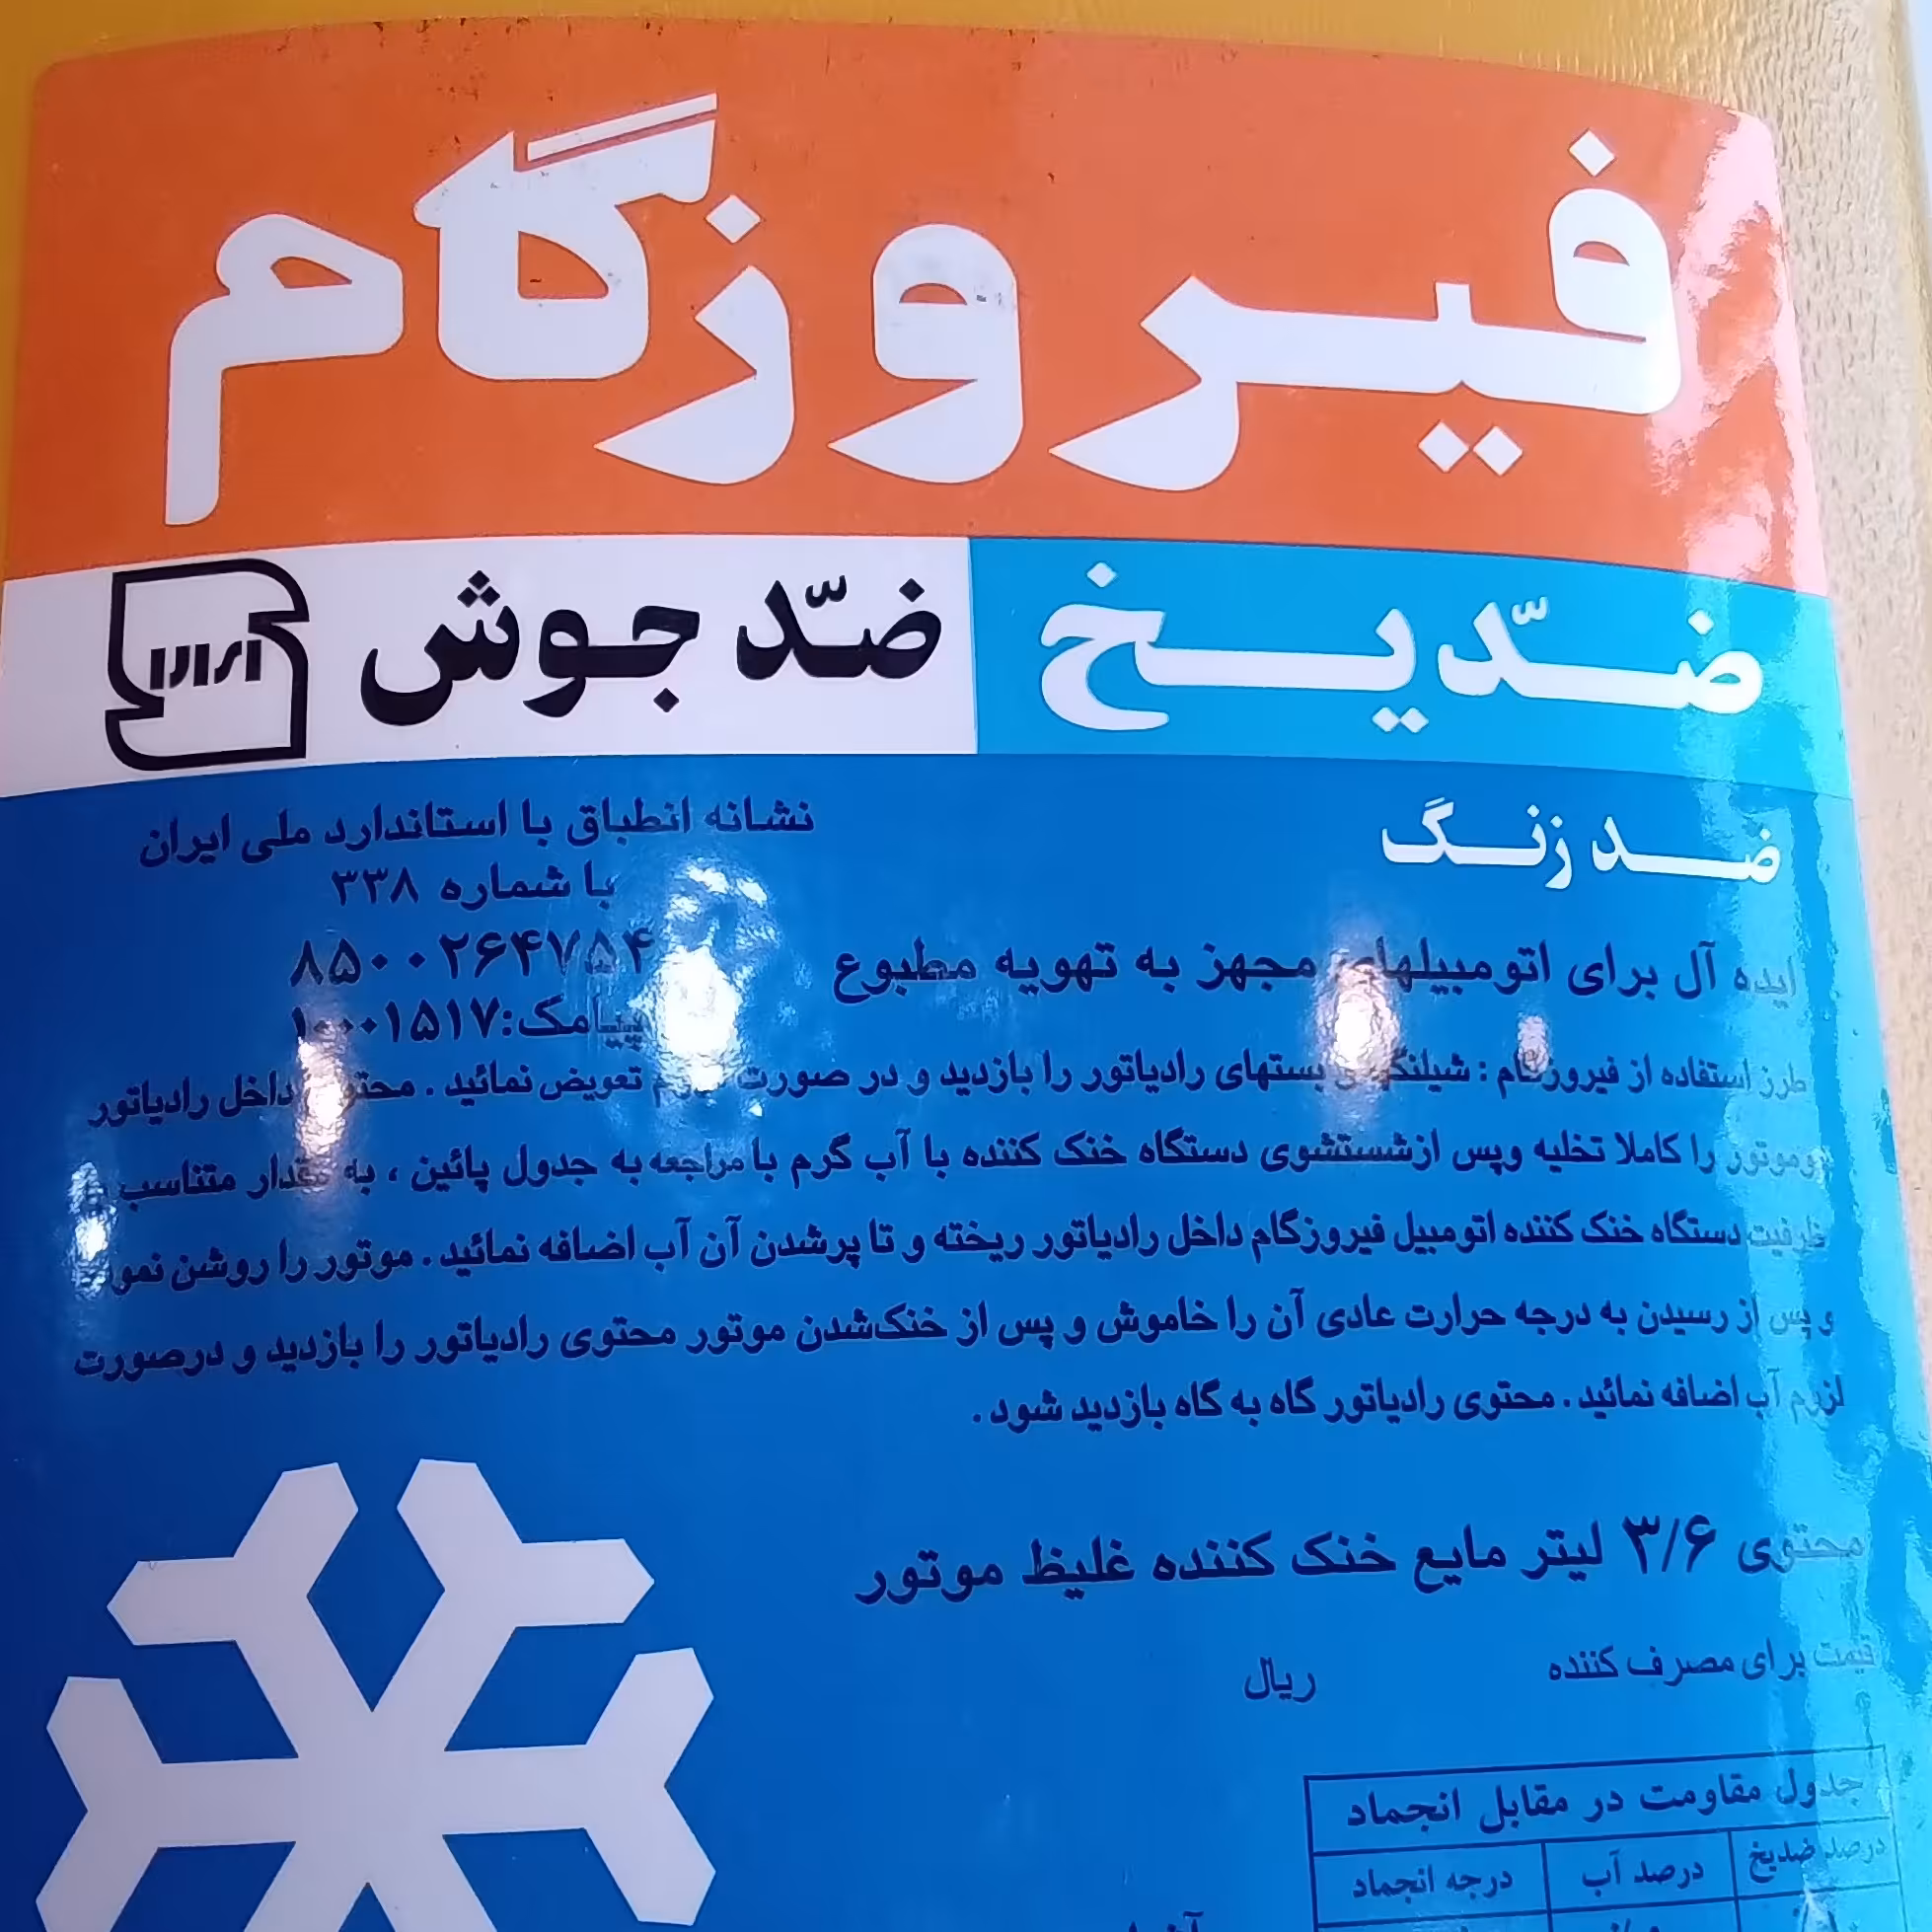 فیروزگام
ضدّیخ
ضدّجوش
ضد زنگ
نشانه انطباق با استاندارد ملی ایران
با شماره ۳۳۸
۸۵۰۰۲۶۴۷۵۴
پیامک:۱۰۰۰۱۵۱۷
ایده آل برای اتومبیلهای مجهز به تهویه مطبوع
طرز استفاده از فیروزگام : شیلنگ و بستهای رادیاتور را بازدید و در صورت لزوم تعویض نمائید . محتوی داخل رادیاتور
وموتور را کاملا تخلیه وپس ازشستشوی دستگاه خنک کننده با آب گرم با مراجعه به جدول پائین ، به مقدار متناسب
ظرفیت دستگاه خنک کننده اتومبیل فیروزگام داخل رادیاتور ریخته و تا پرشدن آن آب اضافه نمائید . موتور را روشن
و پس از رسیدن به درجه حرارت عادی آن را خاموش و پس از خنک‌شدن موتور محتوی رادیاتور را بازدید و درصورت
لزوم آب اضافه نمائید . محتوی رادیاتور گاه به گاه بازدید شود .
محتوی ۳/۶ لیتر مایع خنک کننده غلیظ موتور
قیمت برای مصرف کننده ریال
جدول مقاومت در مقابل انجماد
درصد ضدیخ درصد آب درجه انجماد